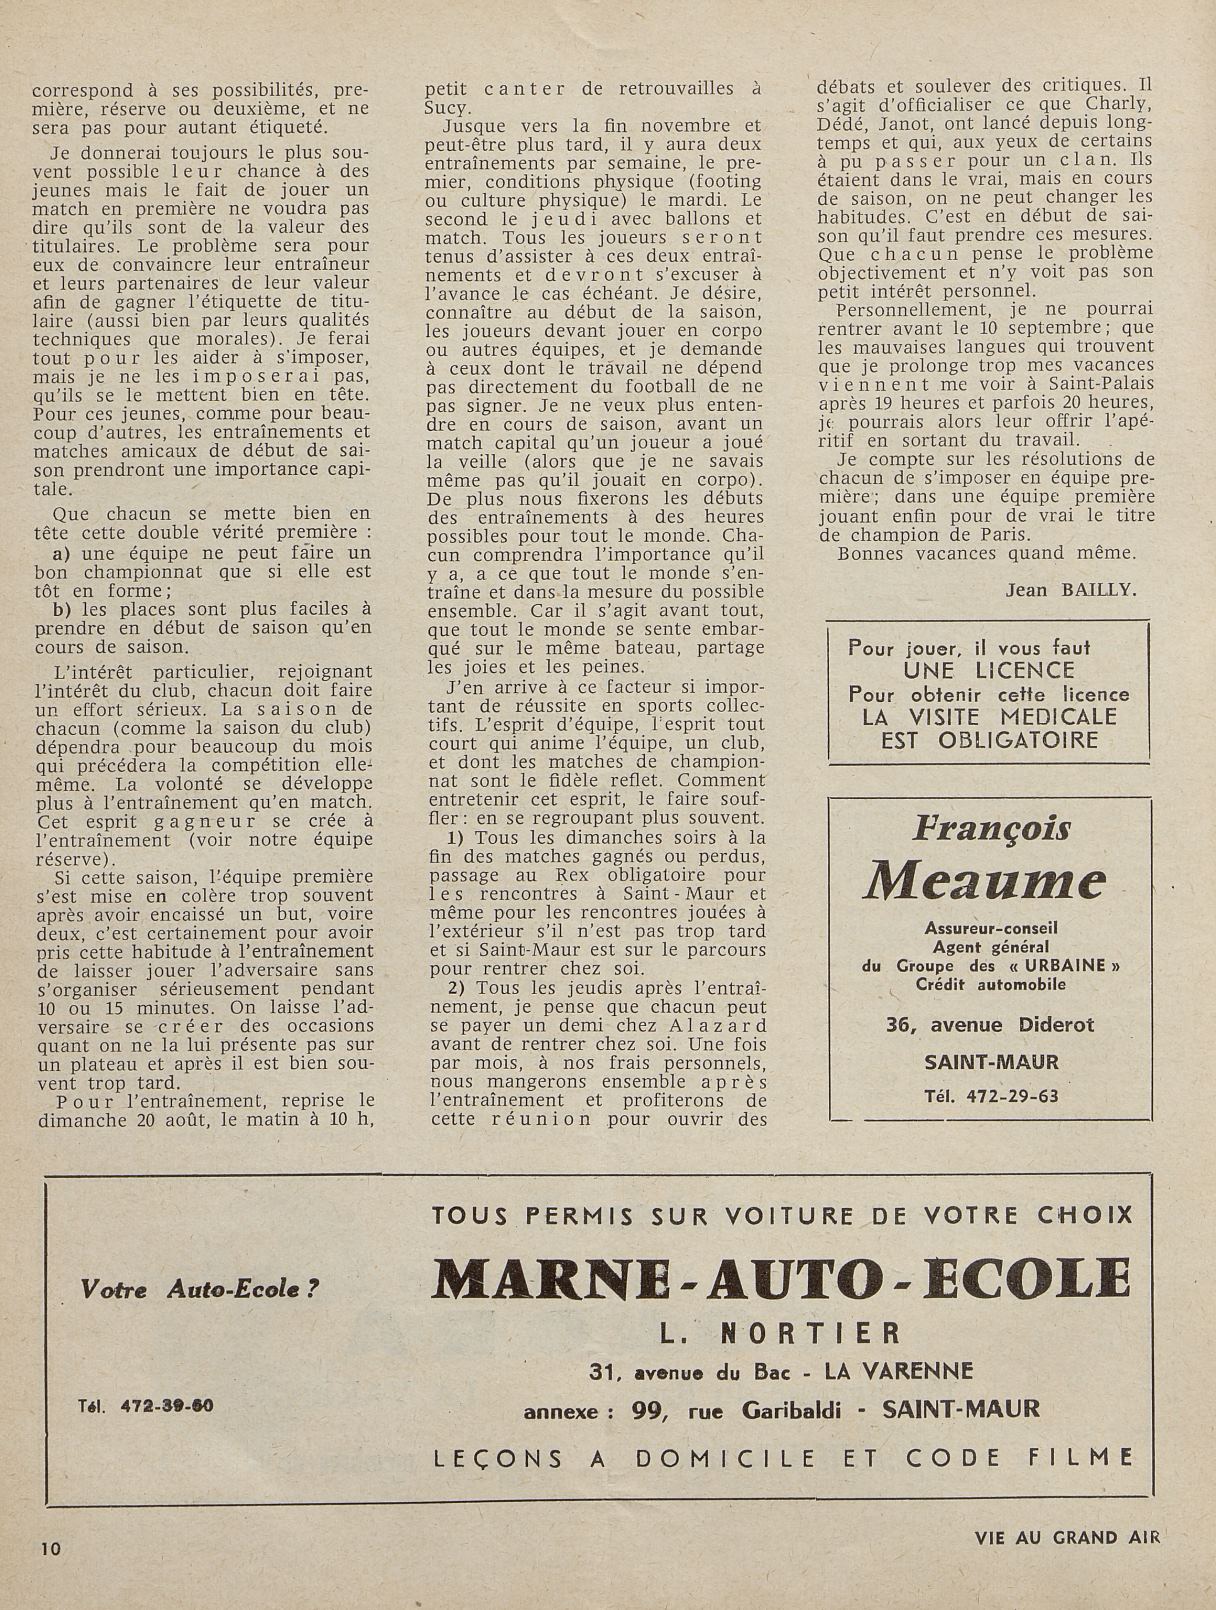 correspond à ses possibilités, pre-
mière, réserve ou deuxième, et ne
sera pas pour autant étiqueté.
Je donnerai toujours le plus sou-
vent possible leur chance à des
jeunes mais le fait de jouer un
match en première ne voudra pas
dire qu'ils sont de la valeur des
titulaires. Le problème sera pour
eux de convaincre leur entraîneur
et leurs partenaires de leur valeur
afin de gagner l'étiquette de titu-
laire (aussi bien par leurs qualités
techniques que morales). Je ferai
tout pour les aider à s'imposer,
mais je ne les imposerai pas,
qu'ils se le mettent bien en tête.
Pour ces jeunes, comme pour beau-
coup d'autres, les entraînements et
matches amicaux de début de sai-
son prendront une importance capi-
tale.
Que chacun se mette bien en
tête cette double vérité première :
a) une équipe ne peut faire un
bon championnat que si elle est
tôt en forme ;
b) les places sont plus faciles à
prendre en début de saison qu'en
cours de saison.
L'intérêt particulier, rejoignant
l'intérêt du club, chacun doit faire
un effort sérieux. La saison de
chacun (comme la saison du club)
dépendra pour beaucoup du mois
qui précédera la compétition elle-
même. La volonté se développe
plus à l'entraînement qu'en match.
Cet esprit gagneur se crée à
l'entraînement (voir notre équipe
réserve).
Si cette saison, l'équipe première
s'est mise en colère trop souvent
après avoir encaissé un but, voire
deux, c'est certainement pour avoir
pris cette habitude à l'entraînement
de laisser jouer l'adversaire sans
s'organiser sérieusement pendant
10 ou 15 minutes. On laisse l'ad-
versaire se créer des occasions
quant on ne la lui présente pas sur
un plateau et après il est bien sou-
vent trop tard.
Pour l'entraînement, reprise le
dimanche 20 août, le matin à 10 h,
petit canter de retrouvailles à
Sucy.
Jusque vers la fin novembre et
peut-être plus tard, il y aura deux
entraînements par semaine, le pre-
mier, conditions physique (footing
ou culture physique) le mardi. Le
second le jeudi avec ballons et
match. Tous les joueurs seront
tenus d'assister à ces deux entraî-
nements et devront s'excuser à
l'avance le cas échéant. Je désire,
connaître au début de la saison,
les joueurs devant jouer en corpo
ou autres équipes, et je demande
à ceux dont le travail ne dépend
pas directement du football de ne
pas signer. Je ne veux plus enten-
dre en cours de saison, avant un
match capital qu'un joueur a joué
la veille (alors que je ne savais
même pas qu'il jouait en corpo).
De plus nous fixerons les débuts
des entraînements à des heures
possibles pour tout le monde. Cha-
cun comprendra l'importance qu'il
y a, a ce que tout le monde s'en-
traîne et dans la mesure du possible
ensemble. Car il s'agit avant tout,
que tout le monde se sente embar-
qué sur le même bateau, partage
les joies et les peines.
J'en arrive à ce facteur si impor-
tant de réussite en sports collec-
tifs. L'esprit d'équipe, l'esprit tout
court qui anime l'équipe, un club,
et dont les matches de champion-
nat sont le fidèle reflet. Comment
entretenir cet esprit, le faire souf-
fler : en se regroupant plus souvent.
1) Tous les dimanches soirs à la
fin des matches gagnés ou perdus,
passage au Rex obligatoire pour
les rencontres à Saint-Maur et
même pour les rencontres jouées à
l'extérieur s'il n'est pas trop tard
et si Saint-Maur est sur le parcours
pour rentrer chez soi.
2) Tous les jeudis après l'entraî-
nement, je pense que chacun peut
se payer un demi chez Alazard
avant de rentrer chez soi. Une fois
par mois, à nos frais personnels,
nous mangerons ensemble après
l'entraînement et profiterons de
cette réunion pour ouvrir des
débats et soulever des critiques. Il
s'agit d'officialiser ce que Charly,
Dédé, Janot, ont lancé depuis long-
temps et qui, aux yeux de certains
à pu passer pour un clan. Ils
étaient dans le vrai, mais en cours
de saison, on ne peut changer les
habitudes. C'est en début de sai-
son qu'il faut prendre ces mesures.
Que chacun pense le problème
objectivement et n'y voit pas son
petit intérêt personnel.
Personnellement, je ne pourrai
rentrer avant le 10 septembre ; que
les mauvaises langues qui trouvent
que je prolonge trop mes vacances
viennent me voir à Saint-Palais
après 19 heures et parfois 20 heures,
je pourrais alors leur offrir l'apé-
ritif en sortant du travail.
Je compte sur les résolutions de
chacun de s'imposer en équipe pre-
mière ; dans une équipe première
jouant enfin pour de vrai le titre
de champion de Paris.
Bonnes vacances quand même.
Jean BAILLY.
Pour jouer, il vous faut
UNE LICENCE
Pour obtenir cette licence
LA VISITE MEDICALE
EST OBLIGATOIRE
François
Meaume
Assureur-conseil
Agent général
du Groupe des « URBAINE »
Crédit automobile
36, avenue Diderot
SAINT-MAUR
Tél. 472-29-63
TOUS PERMIS SUR VOITURE DE VOTRE CHOIX
Votre Auto-Ecole ?
MARNE-AUTO-ECOLE
L. NORTIER
31, avenue du Bac - LA VARENNE
Tél. 472-39-60
annexe : 99, rue Garibaldi - SAINT-MAUR
LEÇONS A DOMICILE ET CODE FILME
10
VIE AU GRAND AIR